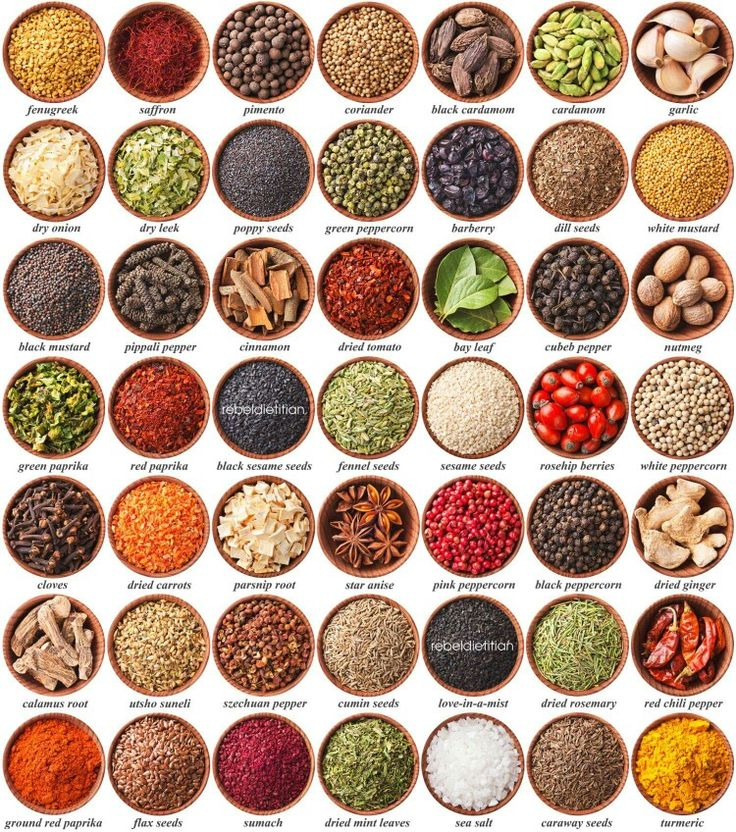 fenugreek
saffron
pimento
coriander
black cardamom
cardamom
garlic
dry onion
dry leek
poppy seeds
green peppercorn
barberry
dill seeds
white mustard
black mustard
pippali pepper
cinnamon
dried tomato
bay leaf
cubeb pepper
nutmeg
rebeldietitian.
green paprika
red paprika
black sesame seeds
fennel seeds
sesame seeds
rosehip berries
white peppercorn
cloves
dried carrots
parsnip root
star anise
pink peppercorn
black peppercorn
dried ginger
rebeldietitian
calamus root
utsho suneli
szechuan pepper
cumin seeds
love-in-a-mist
dried rosemary
red chili pepper
ground red paprika
flax seeds
sumach
dried mint leaves
sea salt
caraway seeds
turmeric